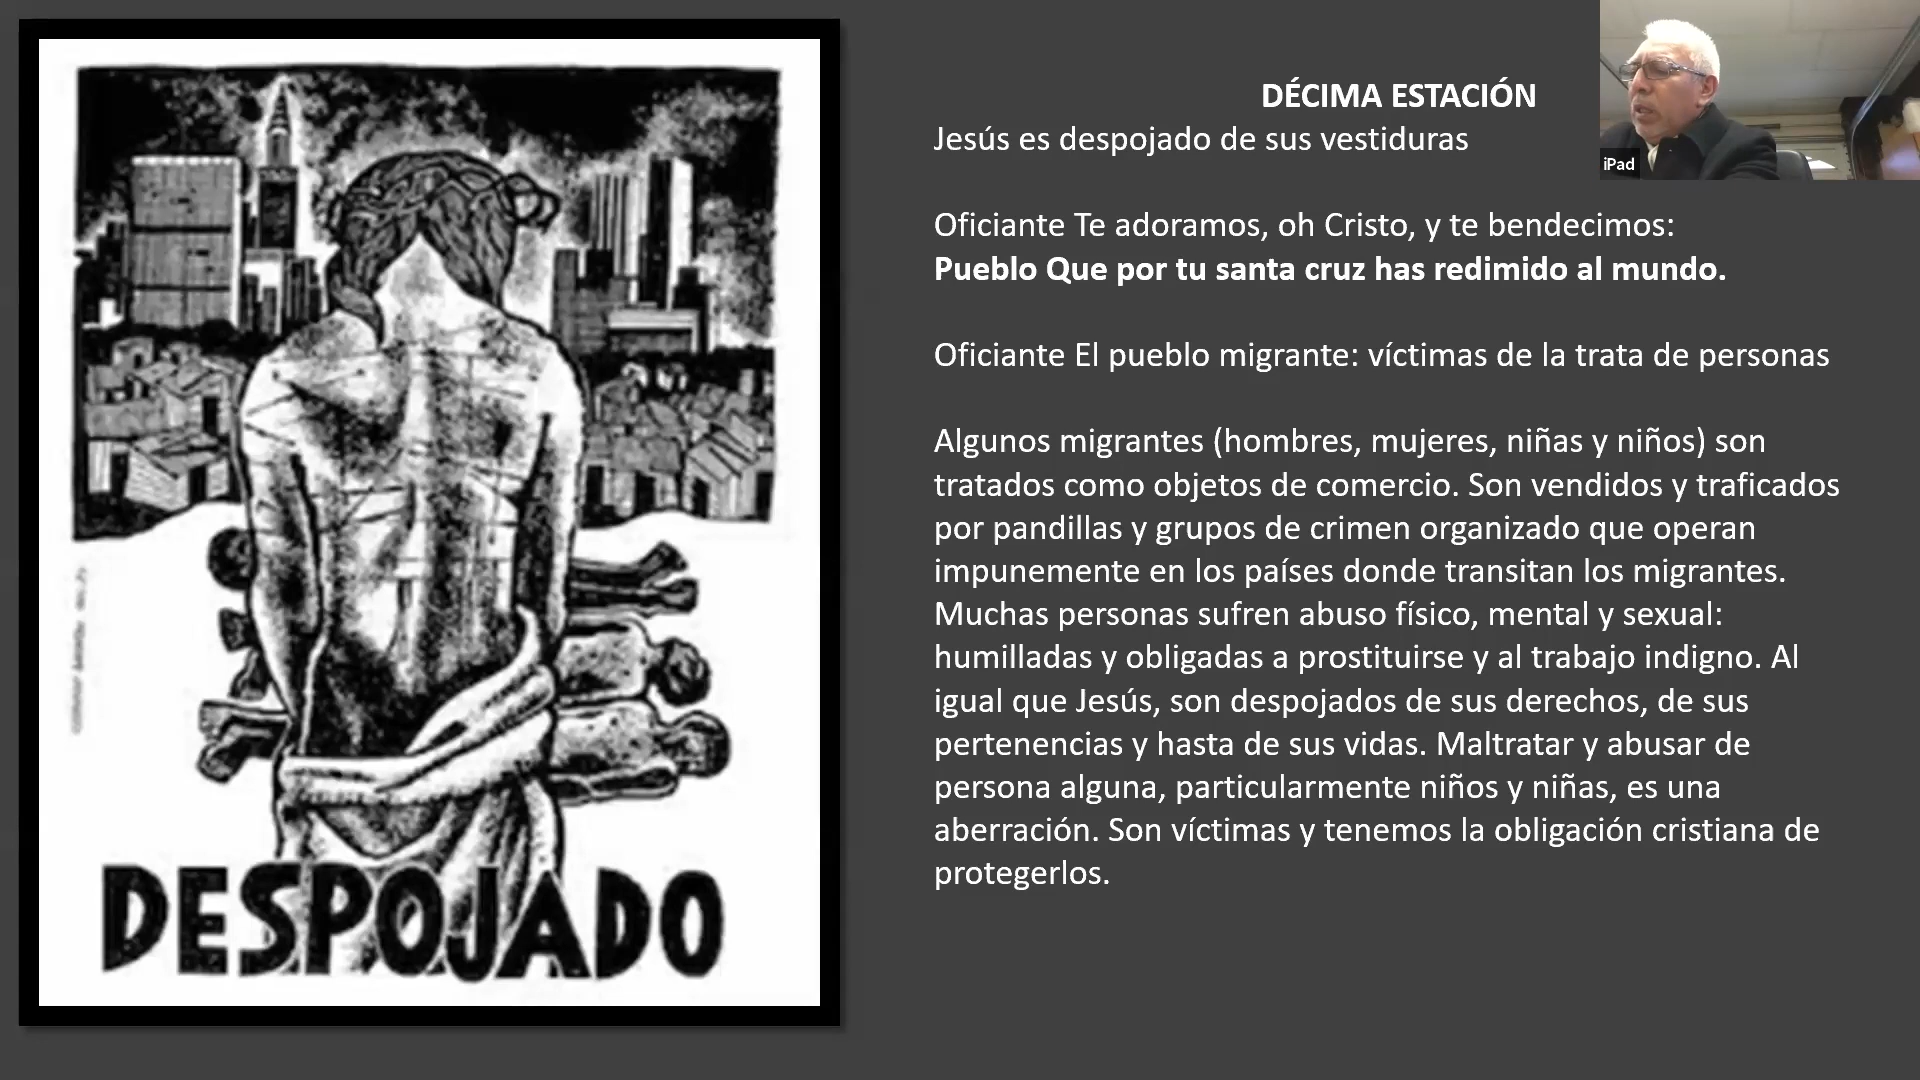 DÉCIMA ESTACIÓN
Jesús es despojado de sus vestiduras
Oficiante Te adoramos, oh Cristo, y te bendecimos:
Pueblo Que por tu santa cruz has redimido al mundo.
Oficiante El pueblo migrante: víctimas de la trata de personas
Algunos migrantes (hombres, mujeres, niñas y niños) son
tratados como objetos de comercio. Son vendidos y traficados
por pandillas y grupos de crimen organizado que operan
impunemente en los países donde transitan los migrantes.
Muchas personas sufren abuso físico, mental y sexual:
humilladas y obligadas a prostituirse y al trabajo indigno. Al
igual que Jesús, son despojados de sus derechos, de sus
pertenencias y hasta de sus vidas. Maltratar y abusar de
persona alguna, particularmente niños y niñas, es una
aberración. Son víctimas y tenemos la obligación cristiana de
protegerlos.
DESPOJADO
iPad